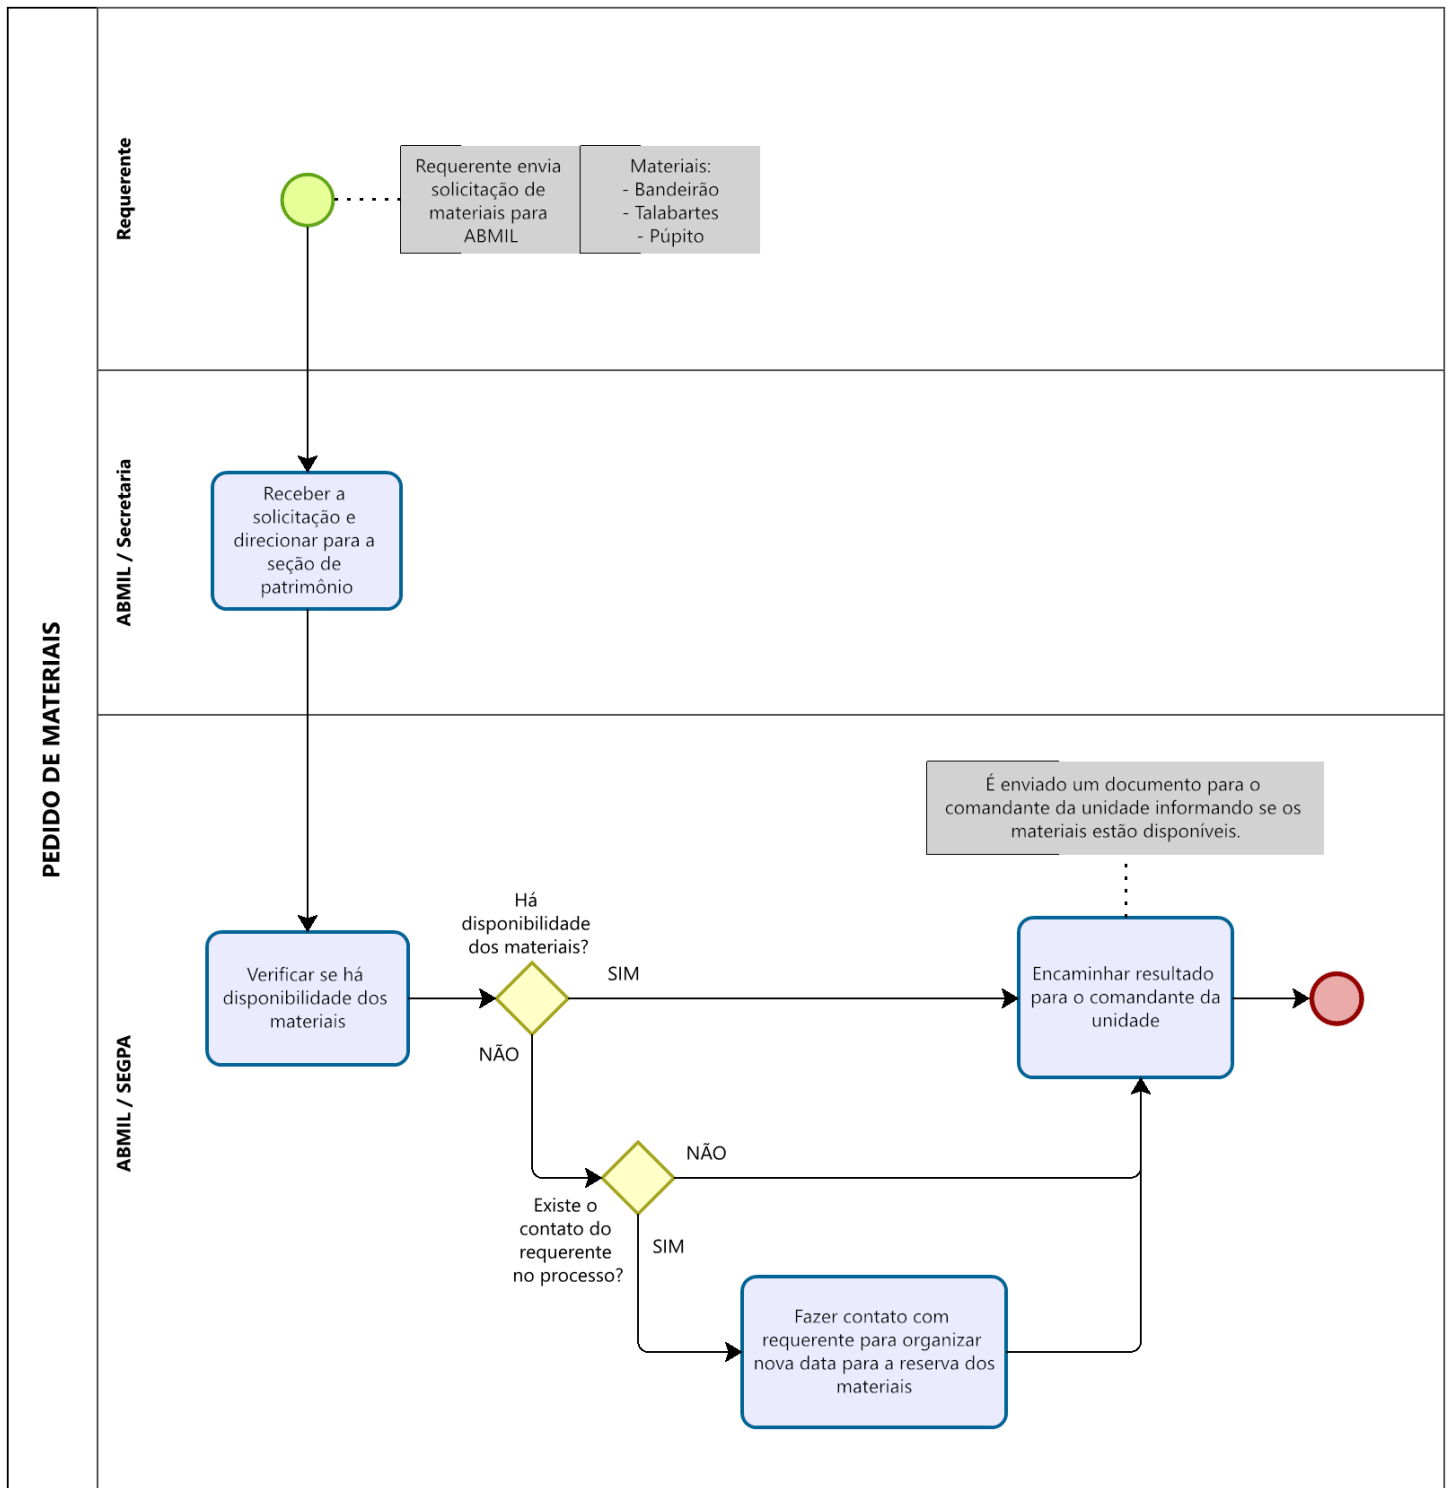 PEDIDO DE MATERIAIS
Requerente
Requerente envia
solicitação de
materiais para
ABMIL
Materiais:
- Bandeirão
- Talabartes
- Púpito
ABMIL / Secretaria
Receber a
solicitação e
direcionar para a
seção de
patrimônio
ABMIL / SEGPA
É enviado um documento para o
comandante da unidade informando se os
materiais estão disponíveis.
Verificar se há
disponibilidade dos
materiais
Há
disponibilidade
dos materiais?
SIM
NÃO
Encaminhar resultado
para o comandante da
unidade
Existe o
contato do
requerente
no processo?
NÃO
SIM
Fazer contato com
requerente para organizar
nova data para a reserva dos
materiais